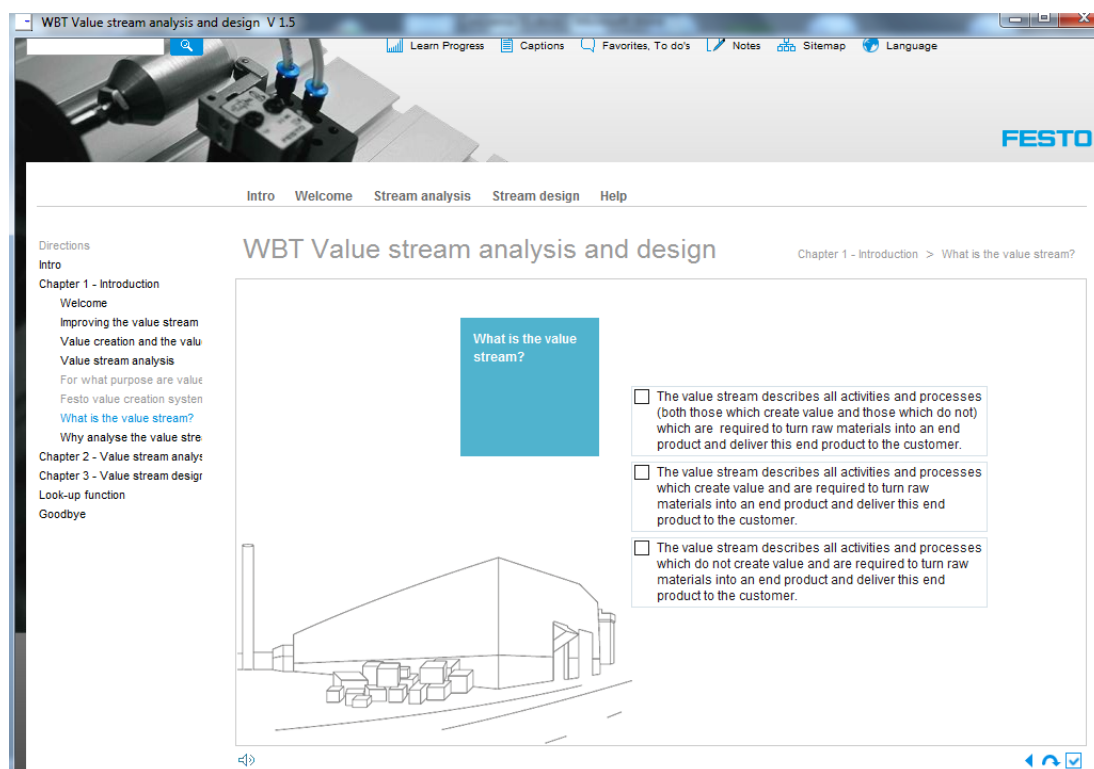 WBT Value stream analysis and design V 1.5
Learn Progress Captions Favorites, To do's Notes Sitemap Language
FESTO
Intro Welcome Stream analysis Stream design Help
WBT Value stream analysis and design
Chapter 1 - Introduction > What is the value stream?
Directions
Intro
Chapter 1 - Introduction
Welcome
Improving the value stream
Value creation and the valu
Value stream analysis
For what purpose are value
Festo value creation system
What is the value stream?
Why analyse the value stre
Chapter 2 - Value stream analys
Chapter 3 - Value stream design
Look-up function
Goodbye
What is the value
stream?
The value stream describes all activities and processes
(both those which create value and those which do not)
which are required to turn raw materials into an end
product and deliver this end product to the customer.
The value stream describes all activities and processes
which create value and are required to turn raw
materials into an end product and deliver this end
product to the customer.
The value stream describes all activities and processes
which do not create value and are required to turn raw
materials into an end product and deliver this end
product to the customer.